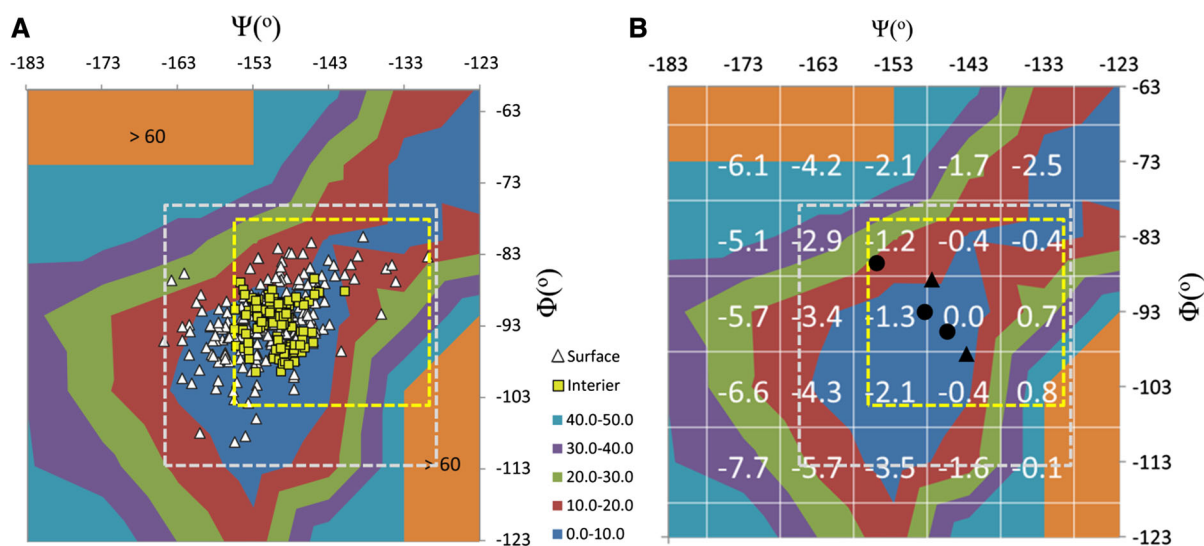 A
Ψ(º)
-183 -173 -163 -153 -143 -133 -123
> 60
-63
-73
-83
-93
-103
-113
-123
Φ(º)
> 60
Surface
Interier
40.0-50.0
30.0-40.0
20.0-30.0
10.0-20.0
0.0-10.0
B
Ψ(º)
-183 -173 -163 -153 -143 -133 -123
> 60
-6.1 -4.2 -2.1 -1.7 -2.5
-5.1 -2.9 -1.2 -0.4 -0.4
-5.7 -3.4 -1.3 0.0 0.7
-6.6 -4.3 -2.1 -0.4 0.8
-7.7 -5.7 -3.5 -1.6 -0.1
-63
-73
-83
-93
-103
-113
-123
Φ(º)